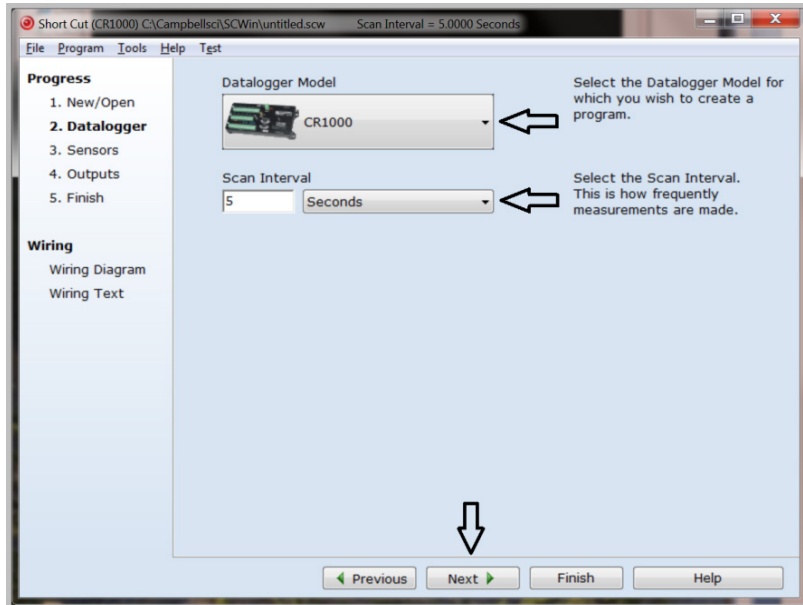 Short Cut (CR1000) C:\Campbellsci\SCWin\untitled.scw Scan Interval = 5.0000 Seconds
File Program Tools Help Test
Progress
1. New/Open
2. Datalogger
3. Sensors
4. Outputs
5. Finish
Wiring
Wiring Diagram
Wiring Text
Datalogger Model
CR1000
Select the Datalogger Model for
which you wish to create a
program.
Scan Interval
5 Seconds
Select the Scan Interval.
This is how frequently
measurements are made.
Previous Next Finish Help